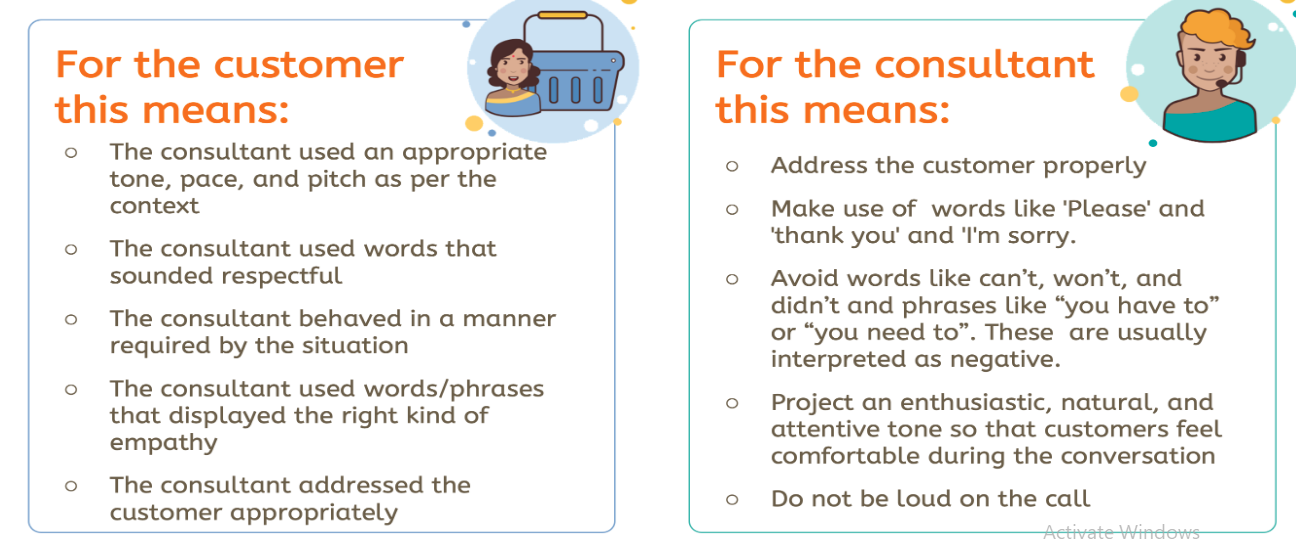 For the customer
this means:
○ The consultant used an appropriate
tone, pace, and pitch as per the
context
○ The consultant used words that
sounded respectful
○ The consultant behaved in a manner
required by the situation
○ The consultant used words/phrases
that displayed the right kind of
empathy
○ The consultant addressed the
customer appropriately
For the consultant
this means:
○ Address the customer properly
○ Make use of  words like 'Please' and
'thank you' and 'I'm sorry.
○ Avoid words like can’t, won’t, and
didn’t and phrases like “you have to”
or “you need to”. These  are usually
interpreted as negative.
○ Project an enthusiastic, natural, and
attentive tone so that customers feel
comfortable during the conversation
○ Do not be loud on the call
Activate Windows